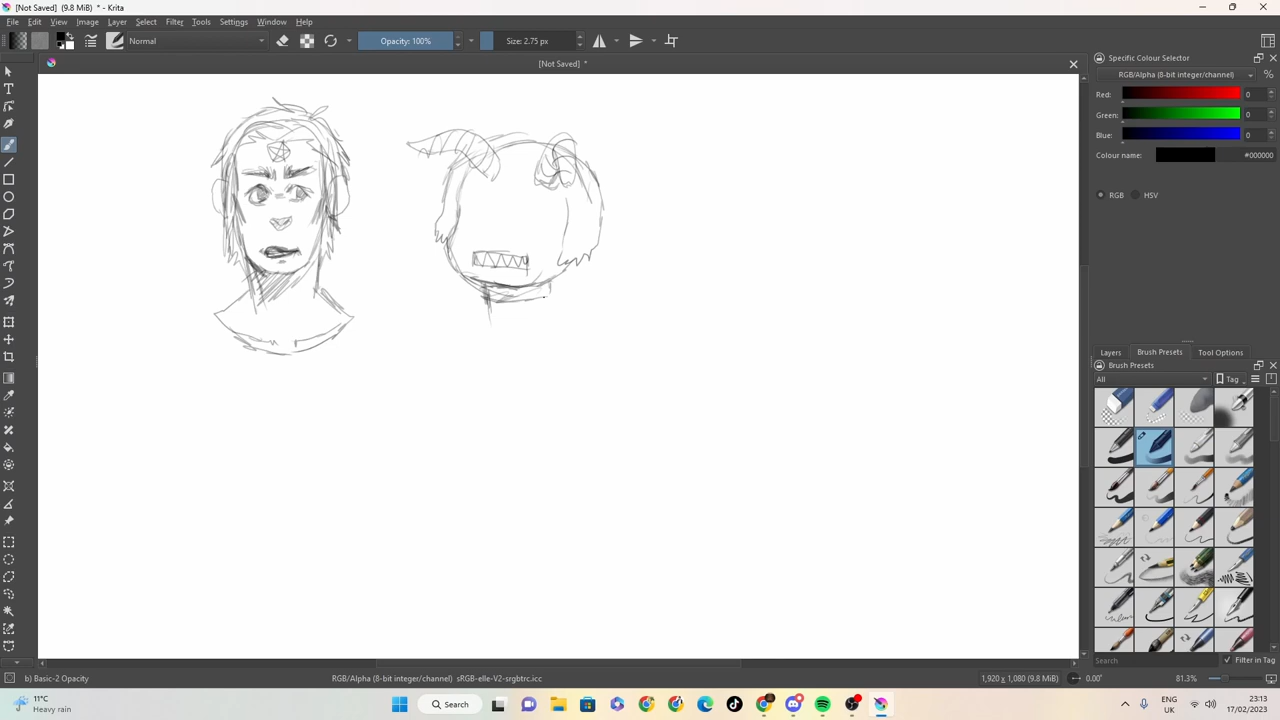 [Not Saved] (9.8 MiB) * - Krita
File Edit View Image Layer Select Filter Tools Settings Window Help
Normal
Opacity: 100%
Size: 2.75 px
[Not Saved] *
Specific Colour Selector
RGB/Alpha (8-bit integer/channel)
%
Red: 0
Green: 0
Blue: 0
Colour name: #000000
RGB HSV
Layers Brush Presets Tool Options
Brush Presets
All Tag
Search Filter in Tag
b) Basic-2 Opacity
RGB/Alpha (8-bit integer/channel) sRGB-elle-V2-srgbtrc.icc
1,920 x 1,080 (9.8 MiB)
0.00°
81.3%
11°C
Heavy rain
Search
ENG
UK
23:13
17/02/2023